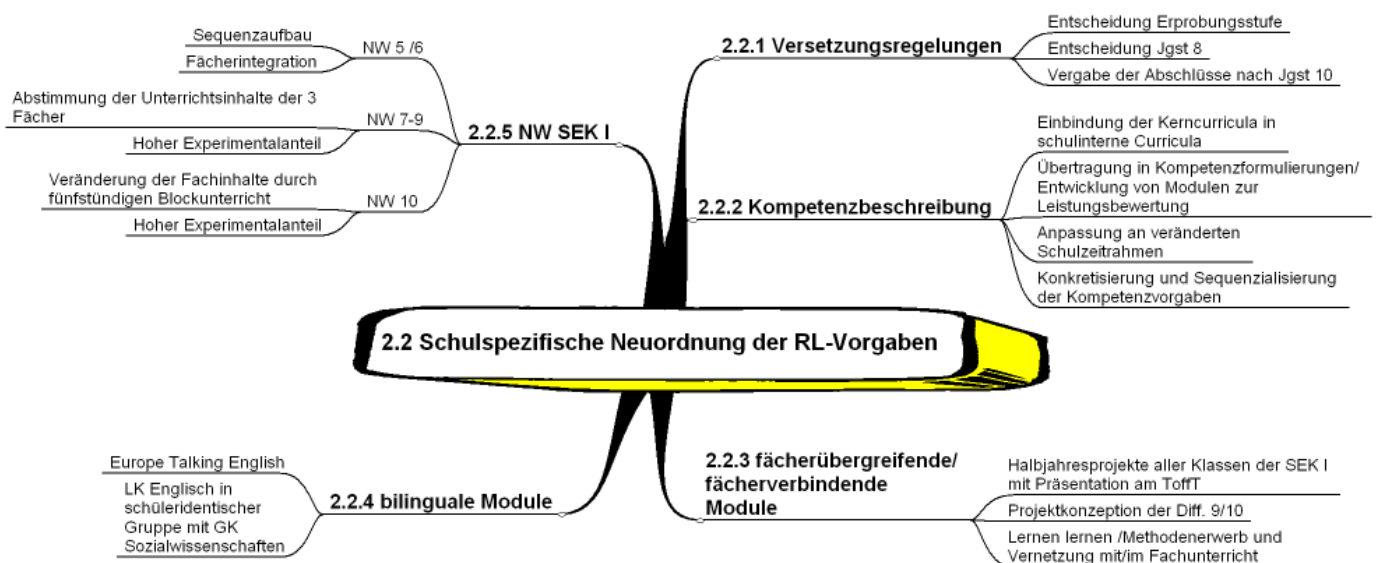 2.2 Schulspezifische Neuordnung der RL-Vorgaben
2.2.1 Versetzungsregelungen
Entscheidung Erprobungsstufe
Entscheidung Jgst 8
Vergabe der Abschlüsse nach Jgst 10
2.2.2 Kompetenzbeschreibung
Einbindung der Kerncurricula in
schulinterne Curricula
Übertragung in Kompetenzformulierungen/
Entwicklung von Modulen zur
Leistungsbewertung
Anpassung an veränderten
Schulzeitrahmen
Konkretisierung und Sequenzialisierung
der Kompetenzvorgaben
2.2.3 fächerübergreifende/
fächerverbindende
Module
Halbjahresprojekte aller Klassen der SEK I
mit Präsentation am ToffT
Projektkonzeption der Diff. 9/10
Lernen lernen /Methodenerwerb und
Vernetzung mit/im Fachunterricht
2.2.4 bilinguale Module
Europe Talking English
LK Englisch in
schüleridentischer
Gruppe mit GK
Sozialwissenschaften
2.2.5 NW SEK I
NW 5 /6
Sequenzaufbau
Fächerintegration
NW 7-9
Abstimmung der Unterrichtsinhalte der 3
Fächer
Hoher Experimentalanteil
NW 10
Veränderung der Fachinhalte durch
fünfstündigen Blockunterricht
Hoher Experimentalanteil